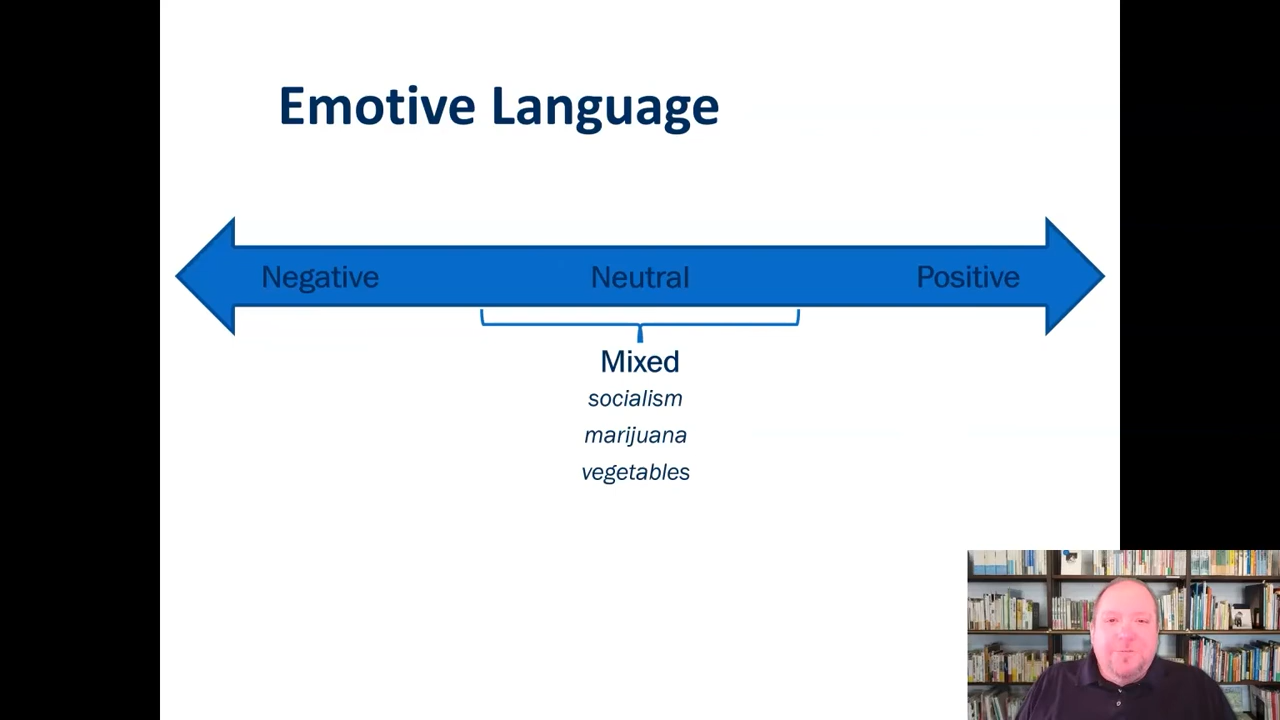 Emotive Language
Negative Neutral Positive
Mixed
socialism
marijuana
vegetables